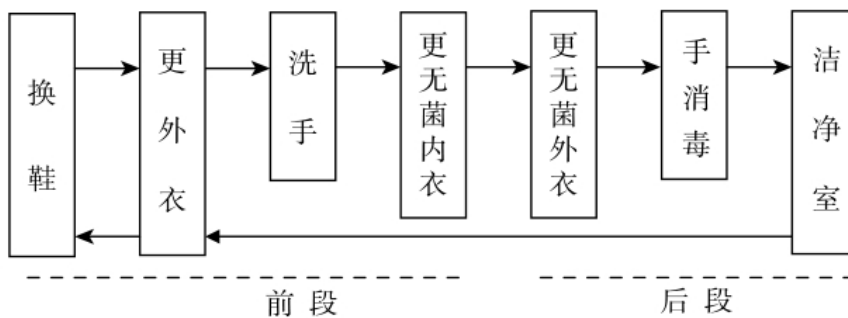 换鞋
更外衣
洗手
更无菌内衣
更无菌外衣
手消毒
洁净室
前段
后段